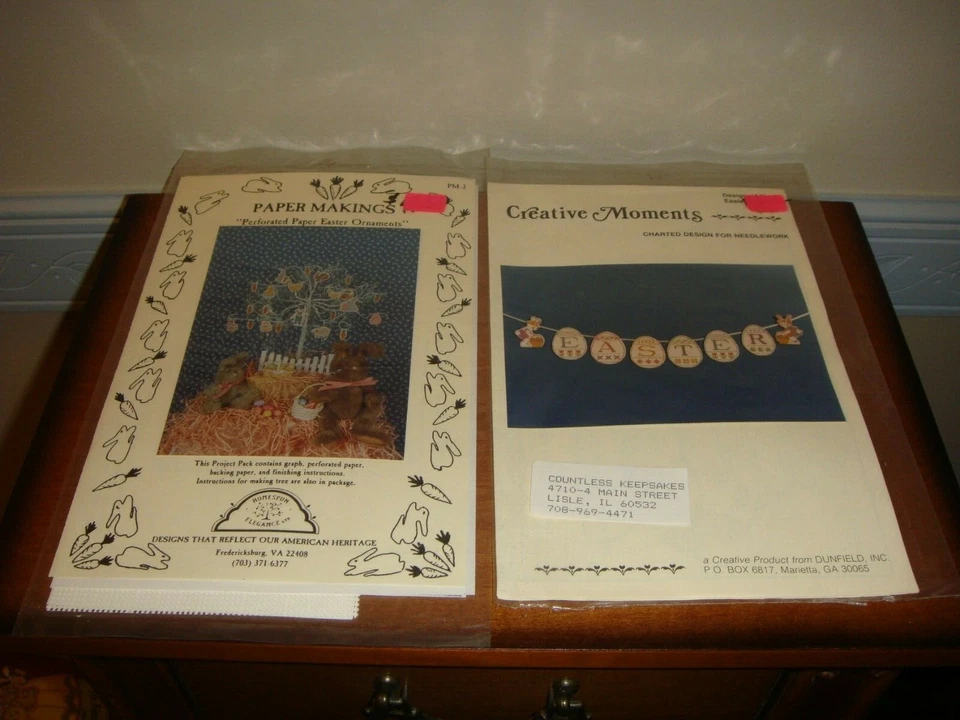 PM-2
PAPER MAKINGS
"Perforated Paper Easter Ornaments"
This Project Pack contains graph, perforated paper,
backing paper, and finishing instructions.
Instructions for making tree are also in package.
HOMESPUN
ELEGANCE
DESIGNS THAT REFLECT OUR AMERICAN HERITAGE
Fredericksburg, VA 22408
(703) 371 6377
Creative Moments
CHARTED DESIGN FOR NEEDLEWORK
EASTER
COUNTLESS KEEPSAKES
4710-4 MAIN STREET
LISLE, IL 60532
708-969-4471
a Creative Product from DUNFIELD, INC.
P.O. BOX 6817, Marietta, GA 30065